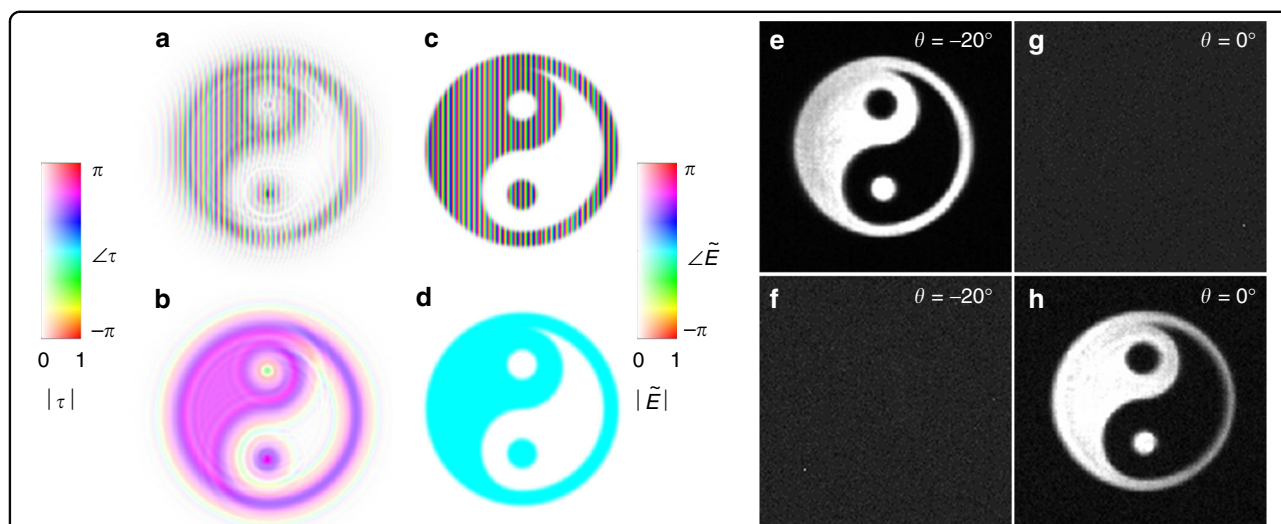 a
c
e
θ = –20°
g
θ = 0°
π
∠τ
–π
0 1
|τ|
π
∠Ẽ
–π
0 1
|Ẽ|
b
d
f
θ = –20°
h
θ = 0°